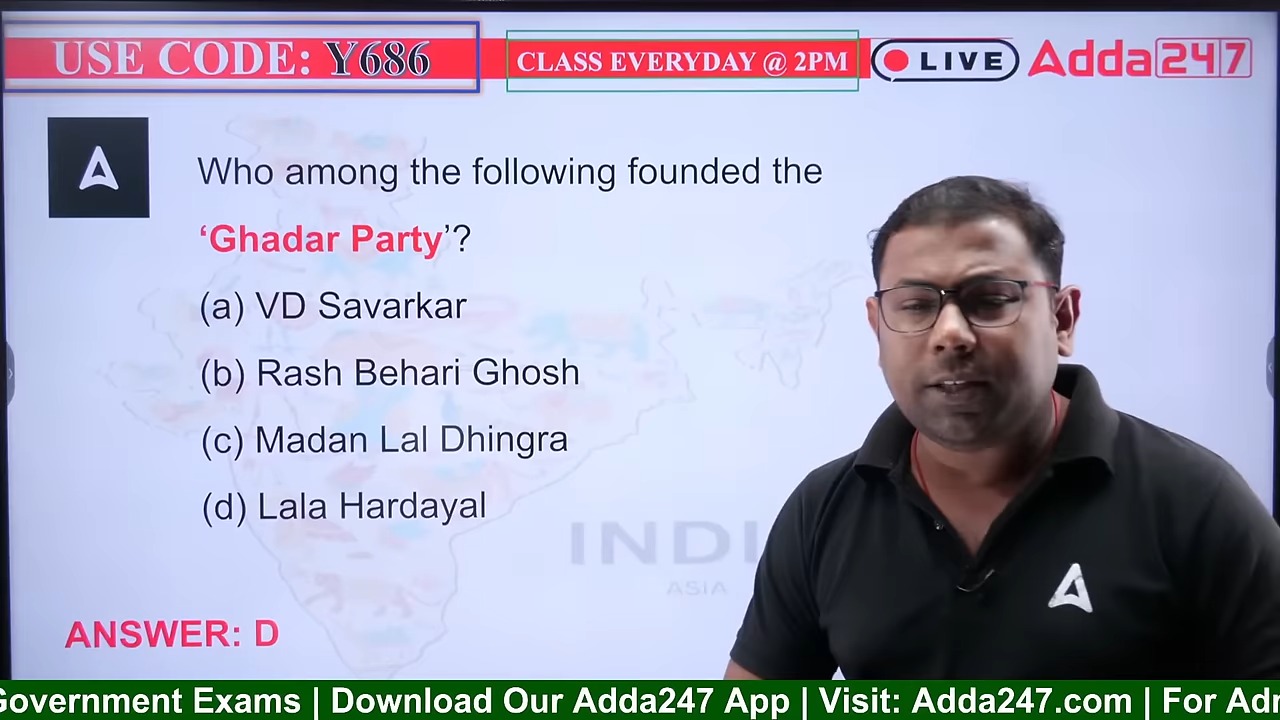 USE CODE: Y686
CLASS EVERYDAY @ 2PM
LIVE
Adda247
Who among the following founded the
‘Ghadar Party’?
(a) VD Savarkar
(b) Rash Behari Ghosh
(c) Madan Lal Dhingra
(d) Lala Hardayal
INDI
ASIA
ANSWER: D
Government Exams | Download Our Adda247 App | Visit: Adda247.com | For Adr